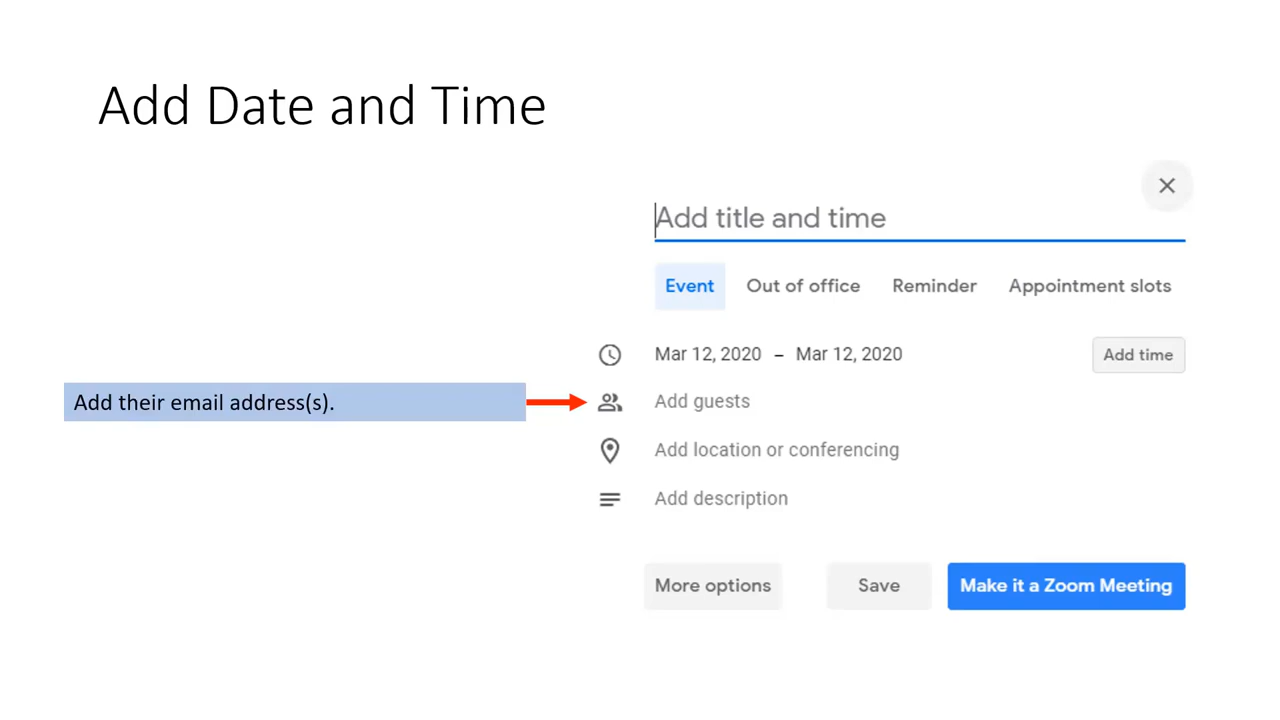 Add Date and Time
Add title and time
Event Out of office Reminder Appointment slots
Mar 12, 2020 – Mar 12, 2020 Add time
Add their email address(s).
Add guests
Add location or conferencing
Add description
More options Save Make it a Zoom Meeting